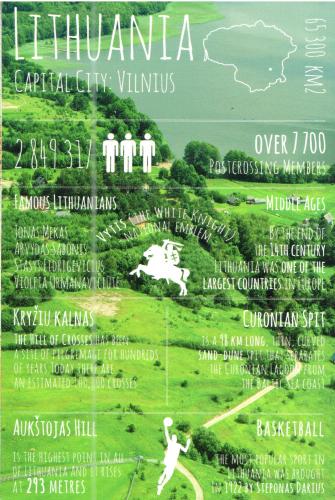 LITHUANIA
CAPITAL CITY: VILNIUS
65 300 KM2
2 849 317
OVER 7 700
POSTCROSSING MEMBERS
FAMOUS LITHUANIANS
JONAS MEKAS
ARVYDAS SABONIS
STASYS EIDRIGEVICIUS
VIOLETA URMANAVICIUTE
VYTIS (THE WHITE KNIGHT)
NATIONAL EMBLEM
MIDDLE AGES
BY THE END OF
THE 14TH CENTURY
LITHUANIA WAS ONE OF THE
LARGEST COUNTRIES IN EUROPE
KRYŽIU KALNAS
THE HILL OF CROSSES HAS BEEN
A SITE OF PILGRIMAGE FOR HUNDREDS
OF YEARS TODAY THERE ARE
AN ESTIMATED 100,000 CROSSES
CURONIAN SPIT
IS A 98 KM LONG, THIN, CURVED
SAND-DUNE SPIT THAT SEPARATES
THE CURONIAN LAGOON FROM
THE BALTIC SEA COAST
AUKŠTOJAS HILL
IS THE HIGHEST POINT IN ALL
OF LITHUANIA AND IT RISES
AT 293 METRES
BASKETBALL
THE MOST POPULAR SPORT IN
LITHUANIA WAS BROUGHT
IN 1922 BY STEPONAS DARIUS